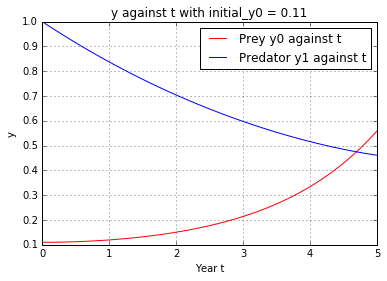 y against t with initial_y0 = 0.11
Prey y0 against t
Predator y1 against t
1.0
0.9
0.8
0.7
0.6
0.5
0.4
0.3
0.2
0.1
y
0 1 2 3 4 5
Year t